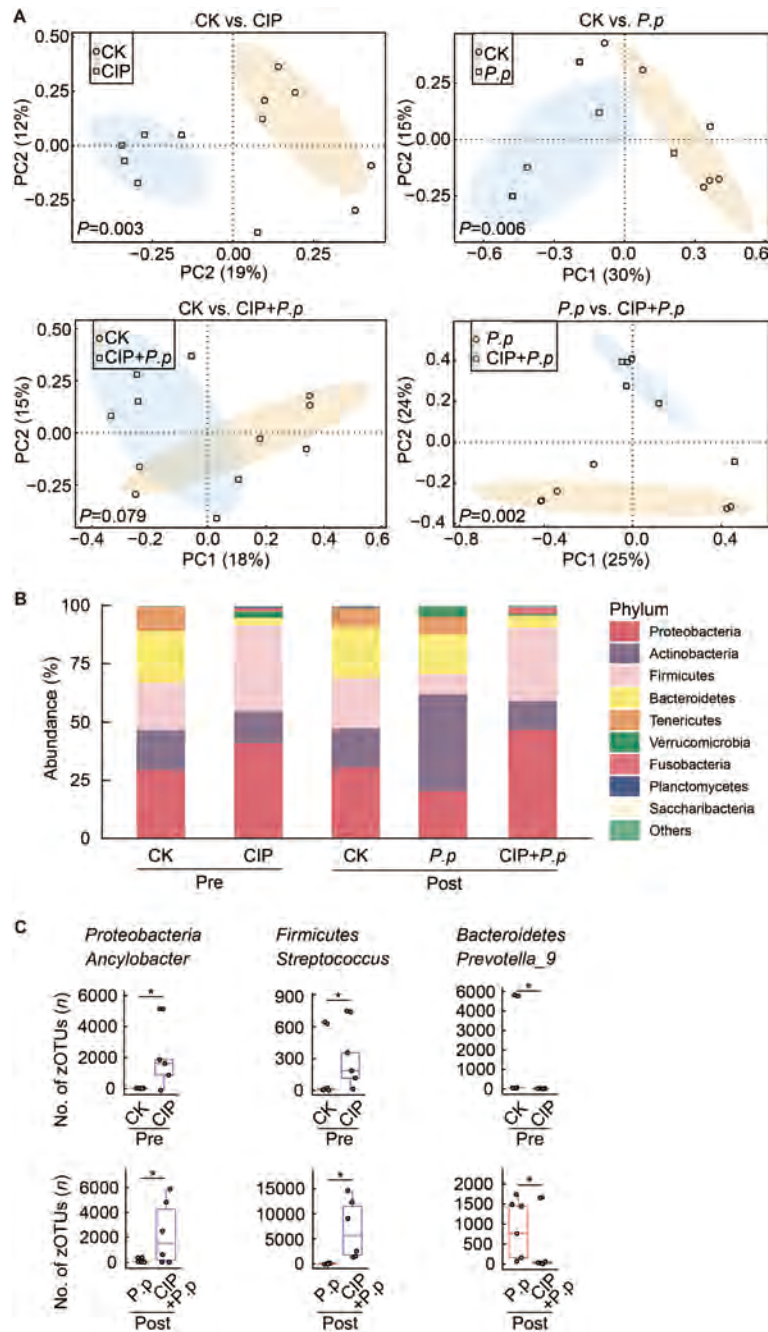 A
CK vs. CIP
CK vs. P.p
0.50
CK
CIP
0.25
0.00
−0.25
PC2 (12%)
P=0.003
−0.25
0.00
0.25
PC2 (19%)
CK
P.p
0.25
0.00
−0.25
PC2 (15%)
P=0.006
−0.6
−0.3
0.0
0.3
0.6
PC1 (30%)
CK vs. CIP+P.p
P.p vs. CIP+P.p
0.50
CK
CIP+P.p
0.25
0.00
−0.25
PC2 (15%)
P=0.079
−0.4
−0.2
0.0
0.2
0.4
0.6
PC1 (18%)
P.p
CIP+P.p
0.4
0.2
0.0
−0.2
−0.4
PC2 (24%)
P=0.002
−0.8
−0.4
0.0
0.4
PC1 (25%)
B
100
75
50
25
0
Abundance (%)
CK
CIP
CK
P.p
CIP+P.p
Pre
Post
Phylum
Proteobacteria
Actinobacteria
Firmicutes
Bacteroidetes
Tenericutes
Verrucomicrobia
Fusobacteria
Planctomycetes
Saccharibacteria
Others
C
Proteobacteria
Ancylobacter
Firmicutes
Streptococcus
Bacteroidetes
Prevotella_9
No. of zOTUs (n)
6000
4000
2000
0
*
CK
CIP
Pre
900
600
300
0
*
CK
CIP
Pre
6000
5000
4000
3000
2000
1000
0
*
CK
CIP
Pre
No. of zOTUs (n)
6000
4000
2000
0
*
P.p
CIP
+P.p
Post
15000
10000
5000
0
*
P.p
CIP
+P.p
Post
2000
1500
1000
500
0
*
P.p
CIP
+P.p
Post